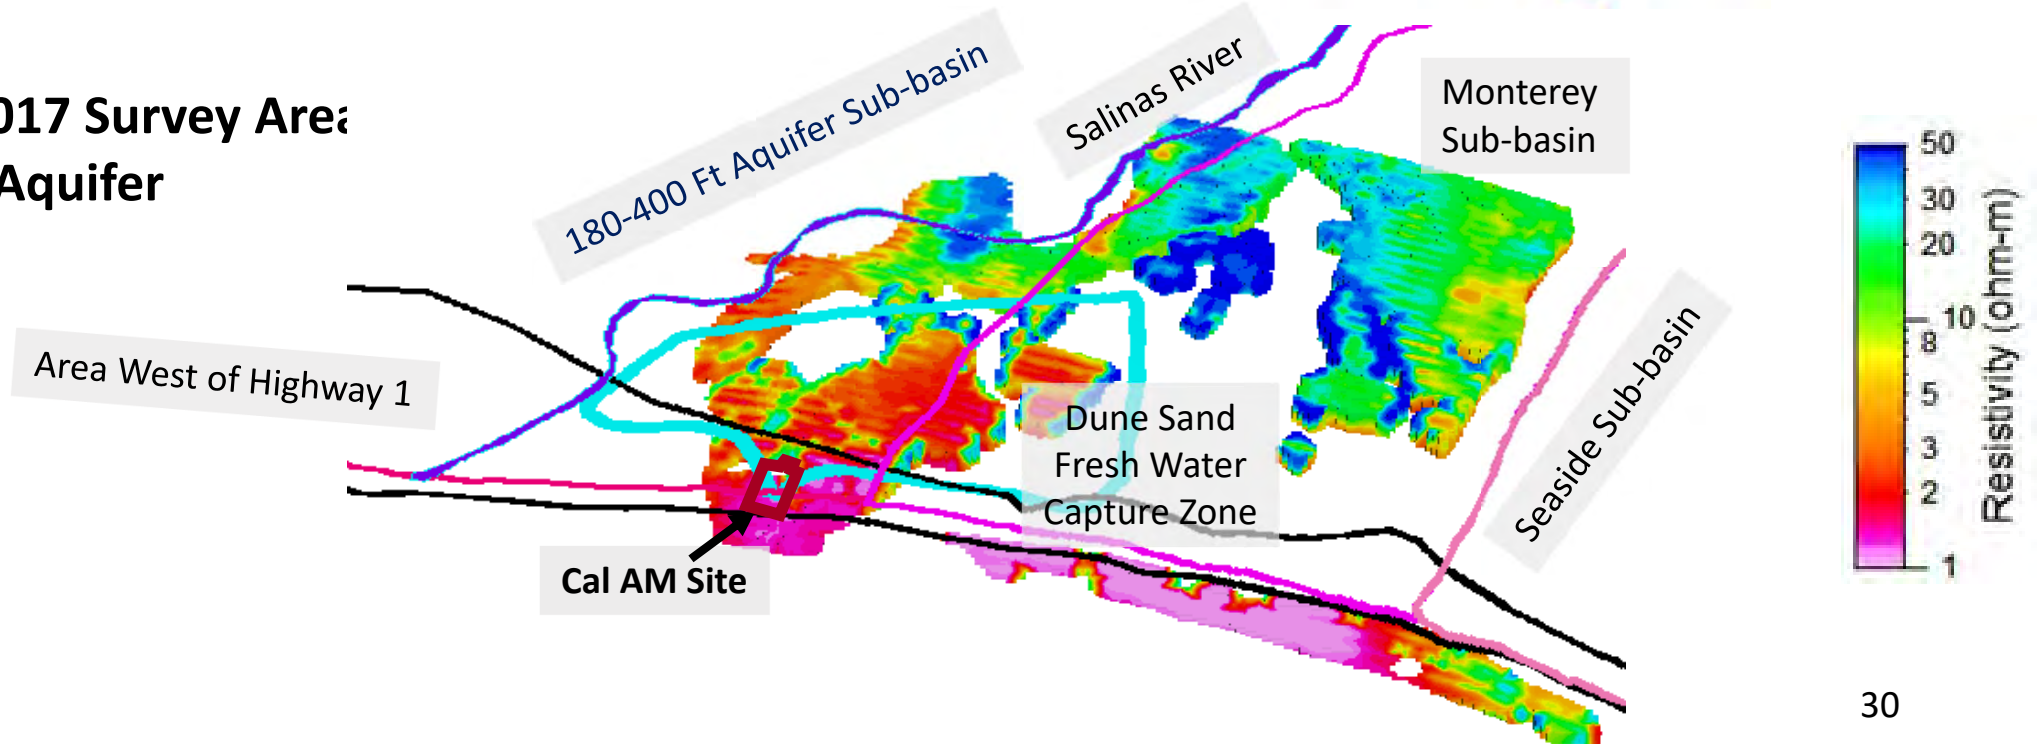 017 Survey Area
Aquifer
180-400 Ft Aquifer Sub-basin
Salinas River
Monterey
Sub-basin
Area West of Highway 1
Dune Sand
Fresh Water
Capture Zone
Seaside Sub-basin
Cal AM Site
50
30
20
10
8
5
3
2
1
Resistivity (ohm-m)
30